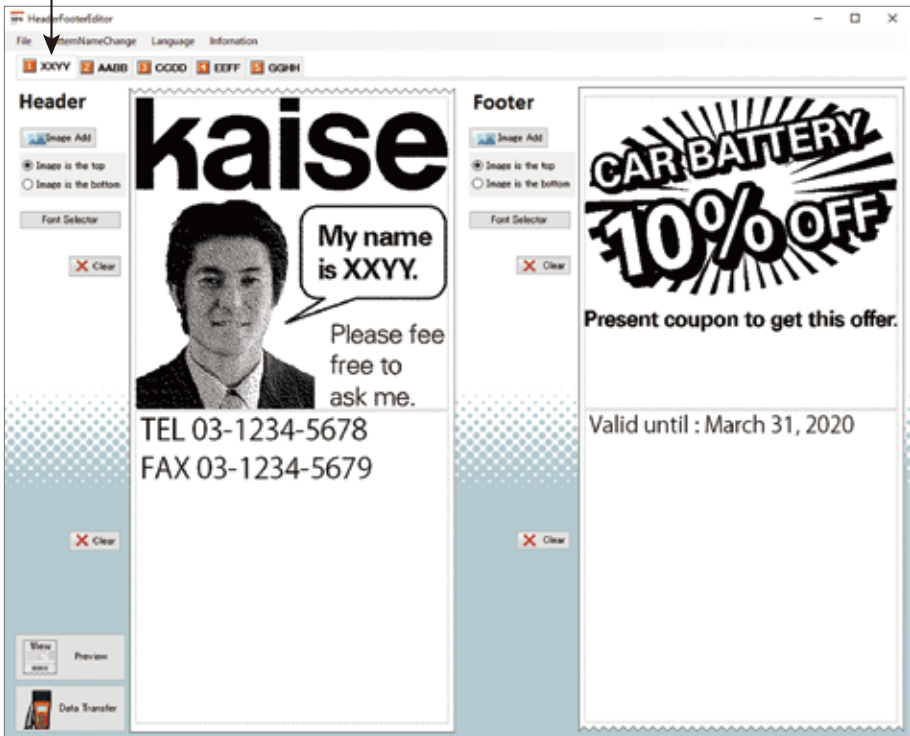 HeaderFooterEditor
File PatternNameChange Language Infomation
1 XXYY 2 AABB 3 CCDD 4 EEFF 5 GGHH
Header
Image Add
Image is the top
Image is the bottom
Font Selector
Clear
kaise
My name
is XXYY.
Please fee
free to
ask me.
TEL 03-1234-5678
FAX 03-1234-5679
Clear
View
Preview
Data Transfer
Footer
Image Add
Image is the top
Image is the bottom
Font Selector
Clear
CAR BATTERY
10% OFF
Present coupon to get this offer.
Valid until : March 31, 2020
Clear